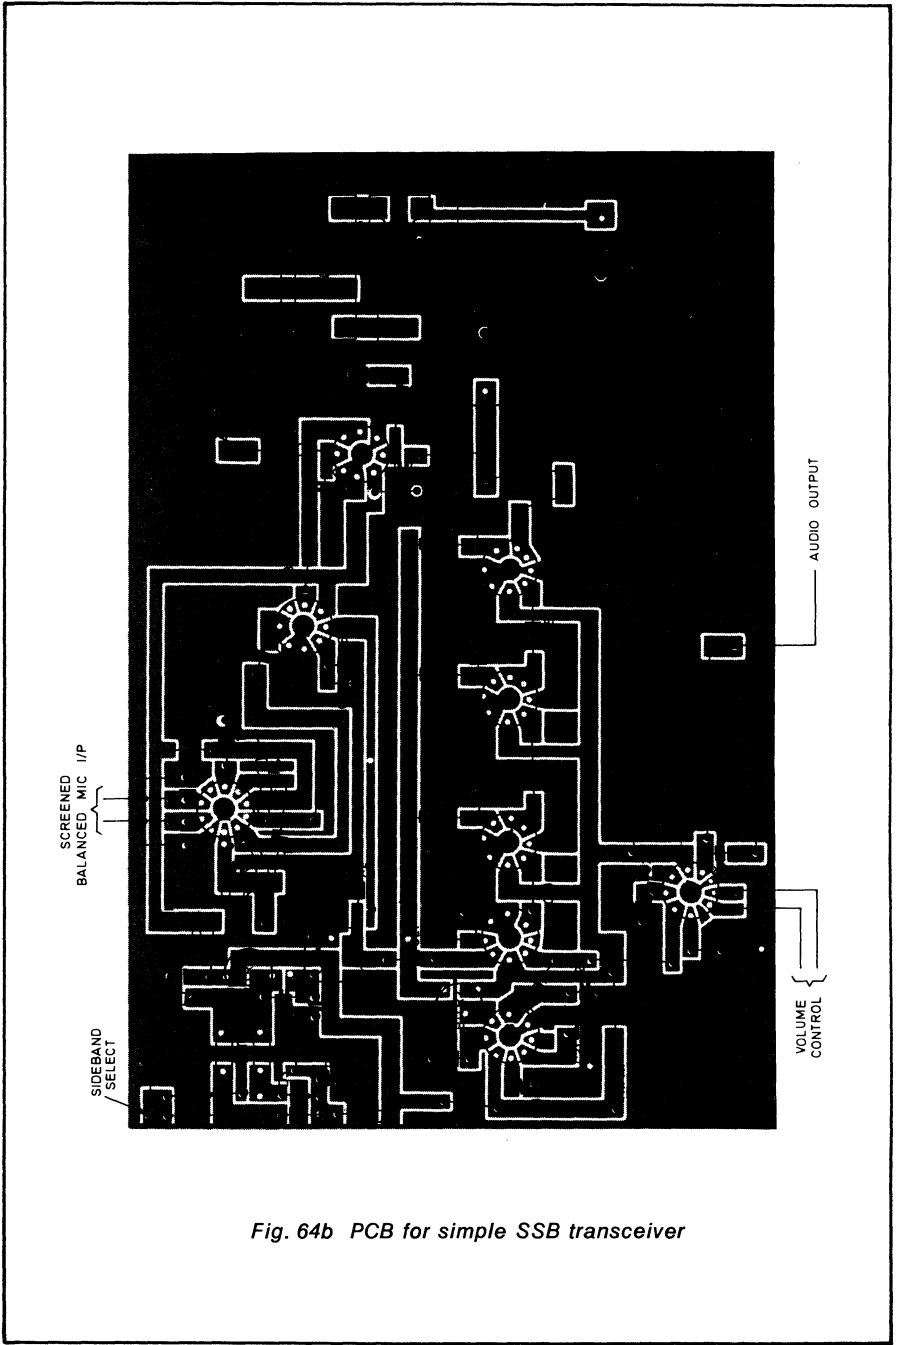 SCREENED
BALANCED MIC I/P
SIDEBAND
SELECT
AUDIO OUTPUT
VOLUME
CONTROL
Fig. 64b PCB for simple SSB transceiver